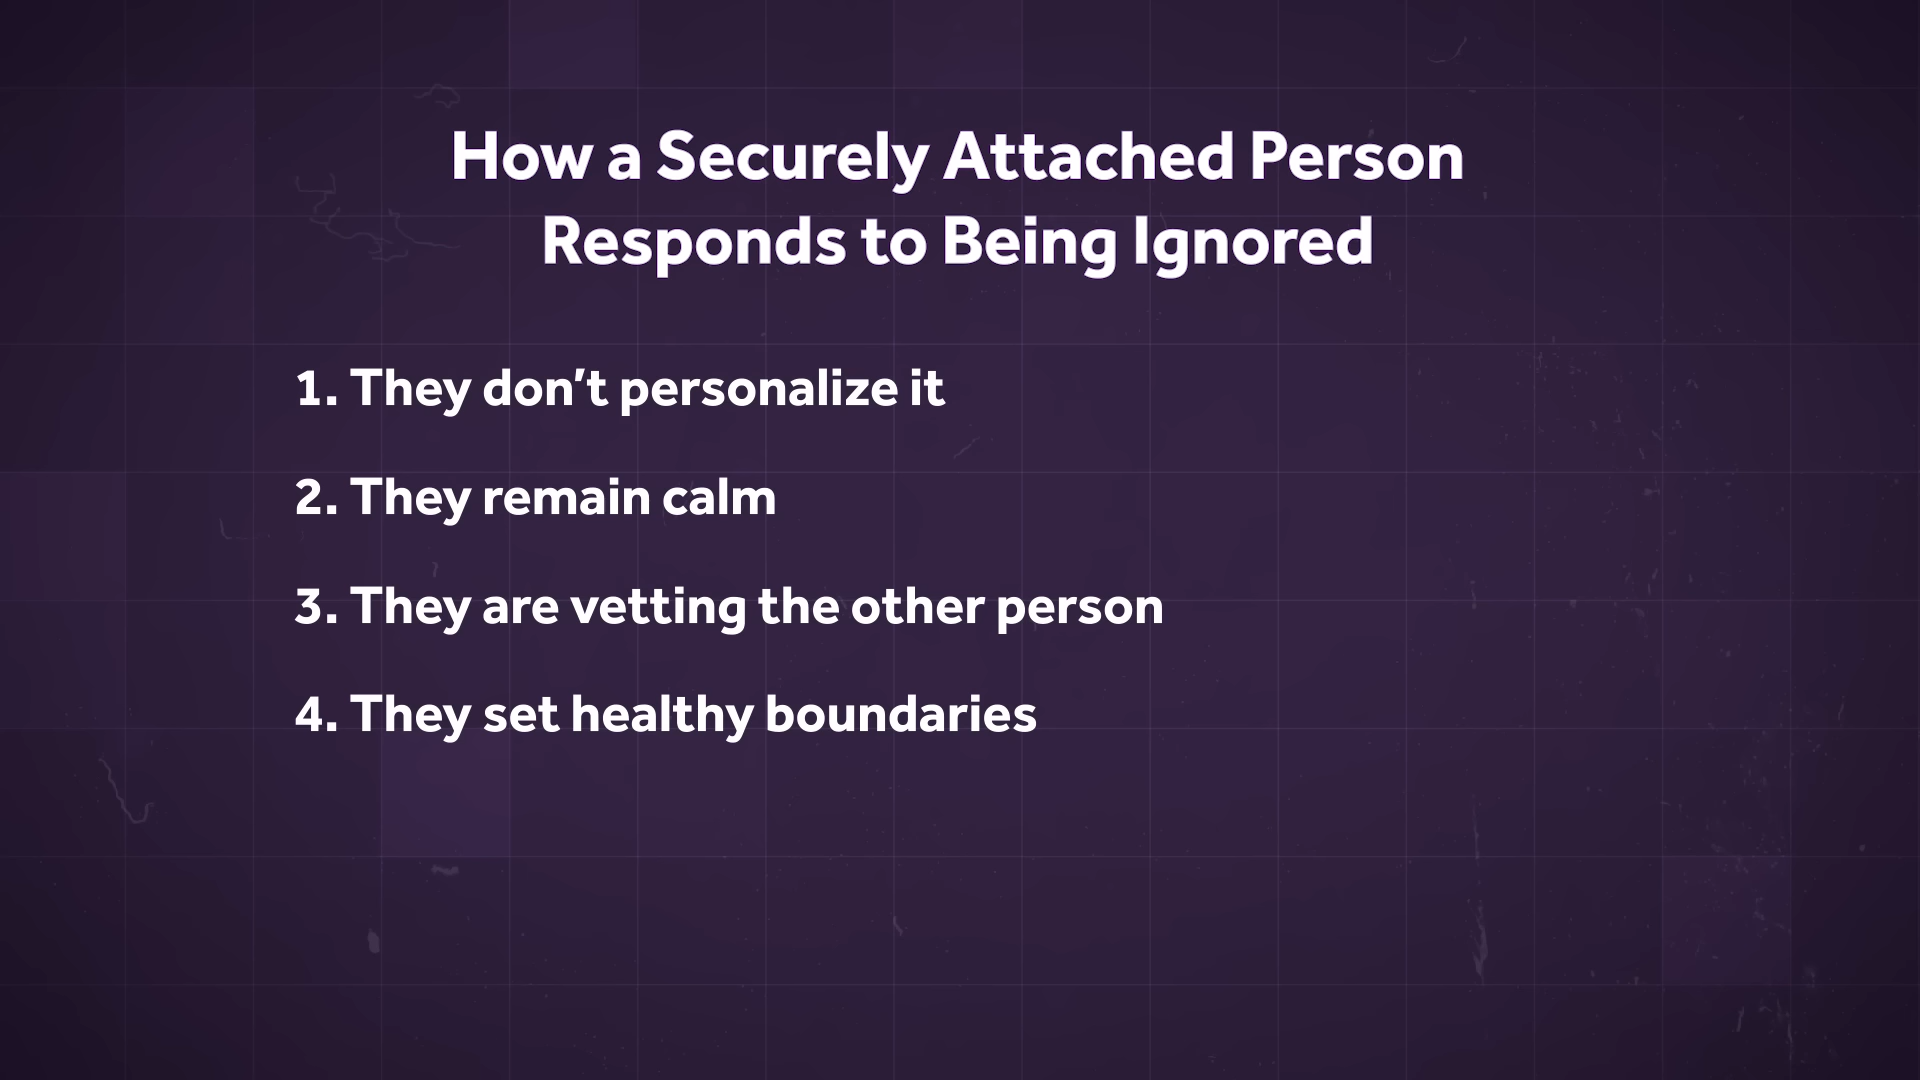 How a Securely Attached Person
Responds to Being Ignored
1. They don't personalize it
2. They remain calm
3. They are vetting the other person
4. They set healthy boundaries